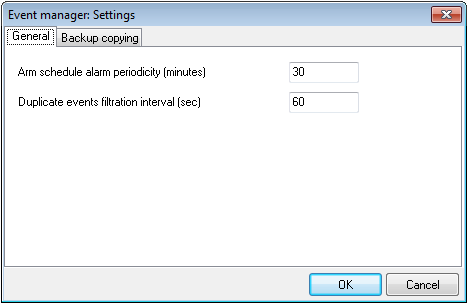 Event manager: Settings
General Backup copying
Arm schedule alarm periodicity (minutes) 30
Duplicate events filtration interval (sec) 60
OK Cancel